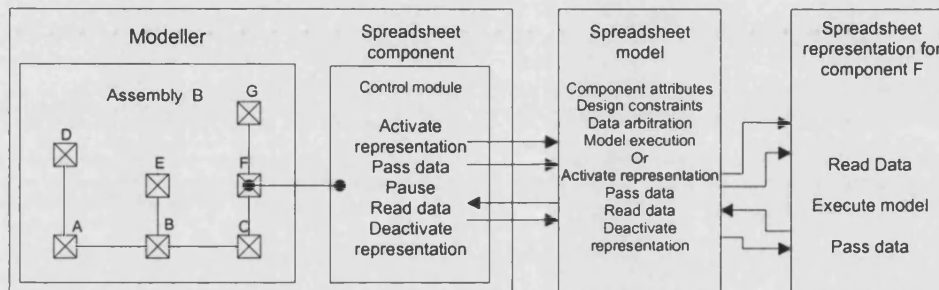 Modeller
Assembly B
G
D
E
F
A
B
C
Spreadsheet
component
Control module
Activate
representation
Pass data
Pause
Read data
Deactivate
representation
Spreadsheet
model
Component attributes
Design constraints
Data arbitration
Model execution
Or
Activate representation
Pass data
Read data
Deactivate
representation
Spreadsheet
representation for
component F
Read Data
Execute model
Pass data